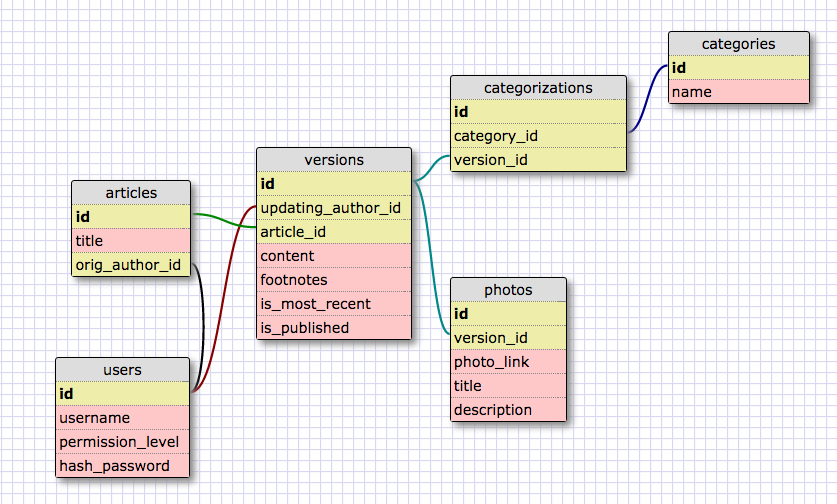 articles
id
title
orig_author_id
users
id
username
permission_level
hash_password
versions
id
updating_author_id
article_id
content
footnotes
is_most_recent
is_published
categorizations
id
category_id
version_id
photos
id
version_id
photo_link
title
description
categories
id
name